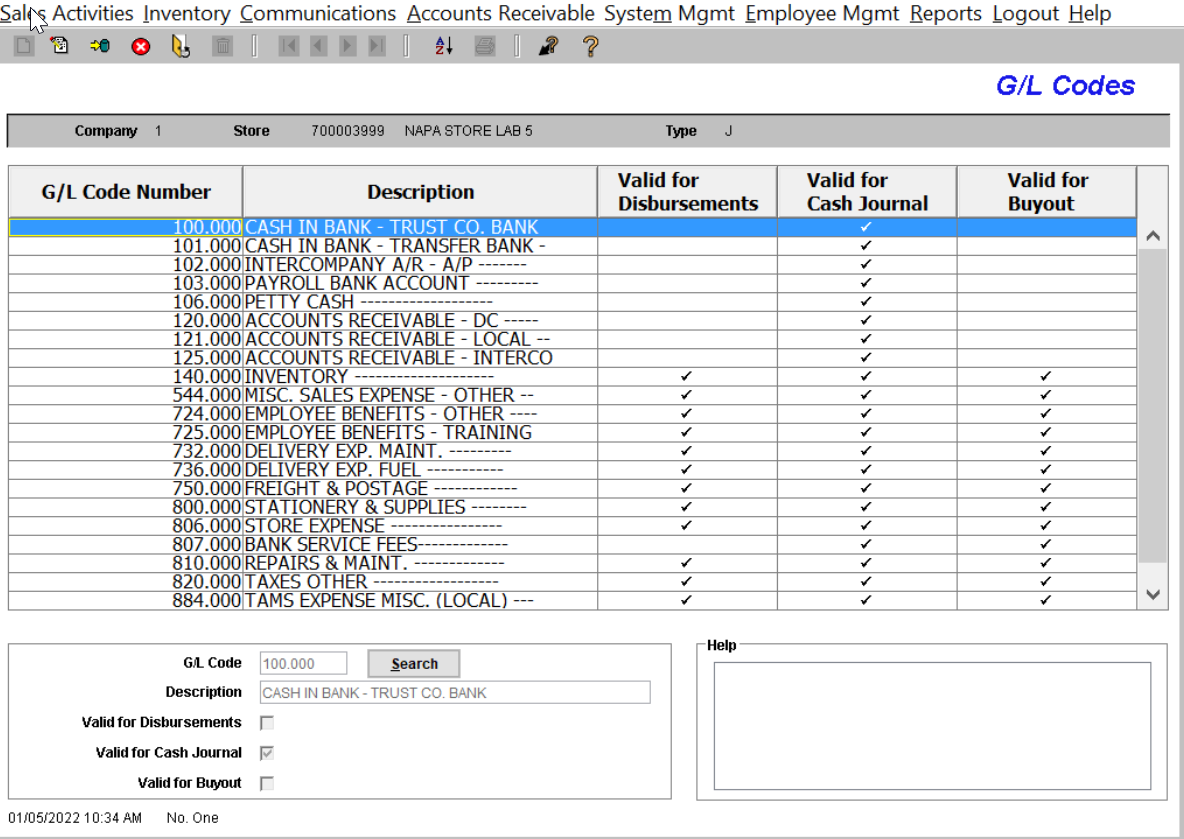 Sales Activities Inventory Communications Accounts Receivable System Mgmt Employee Mgmt Reports Logout Help
G/L Codes
Company 1 Store 700003999 NAPA STORE LAB 5 Type J
G/L Code Number Description Valid for Disbursements Valid for Cash Journal Valid for Buyout
100.000 CASH IN BANK - TRUST CO. BANK ✓
101.000 CASH IN BANK - TRANSFER BANK - ✓
102.000 INTERCOMPANY A/R - A/P ------- ✓
103.000 PAYROLL BANK ACCOUNT --------- ✓
106.000 PETTY CASH ------------------- ✓
120.000 ACCOUNTS RECEIVABLE - DC ----- ✓
121.000 ACCOUNTS RECEIVABLE - LOCAL -- ✓
125.000 ACCOUNTS RECEIVABLE - INTERCO ✓
140.000 INVENTORY -------------------- ✓ ✓ ✓
544.000 MISC. SALES EXPENSE - OTHER -- ✓ ✓ ✓
724.000 EMPLOYEE BENEFITS - OTHER ---- ✓ ✓ ✓
725.000 EMPLOYEE BENEFITS - TRAINING ✓ ✓ ✓
732.000 DELIVERY EXP. MAINT. --------- ✓ ✓ ✓
736.000 DELIVERY EXP. FUEL ----------- ✓ ✓ ✓
750.000 FREIGHT & POSTAGE ------------ ✓ ✓ ✓
800.000 STATIONERY & SUPPLIES -------- ✓ ✓ ✓
806.000 STORE EXPENSE ---------------- ✓ ✓ ✓
807.000 BANK SERVICE FEES------------- ✓ ✓
810.000 REPAIRS & MAINT. ------------- ✓ ✓ ✓
820.000 TAXES OTHER ------------------ ✓ ✓ ✓
884.000 TAMS EXPENSE MISC. (LOCAL) --- ✓ ✓ ✓
G/L Code 100.000 Search
Description CASH IN BANK - TRUST CO. BANK
Valid for Disbursements
Valid for Cash Journal
Valid for Buyout
Help
01/05/2022 10:34 AM No. One